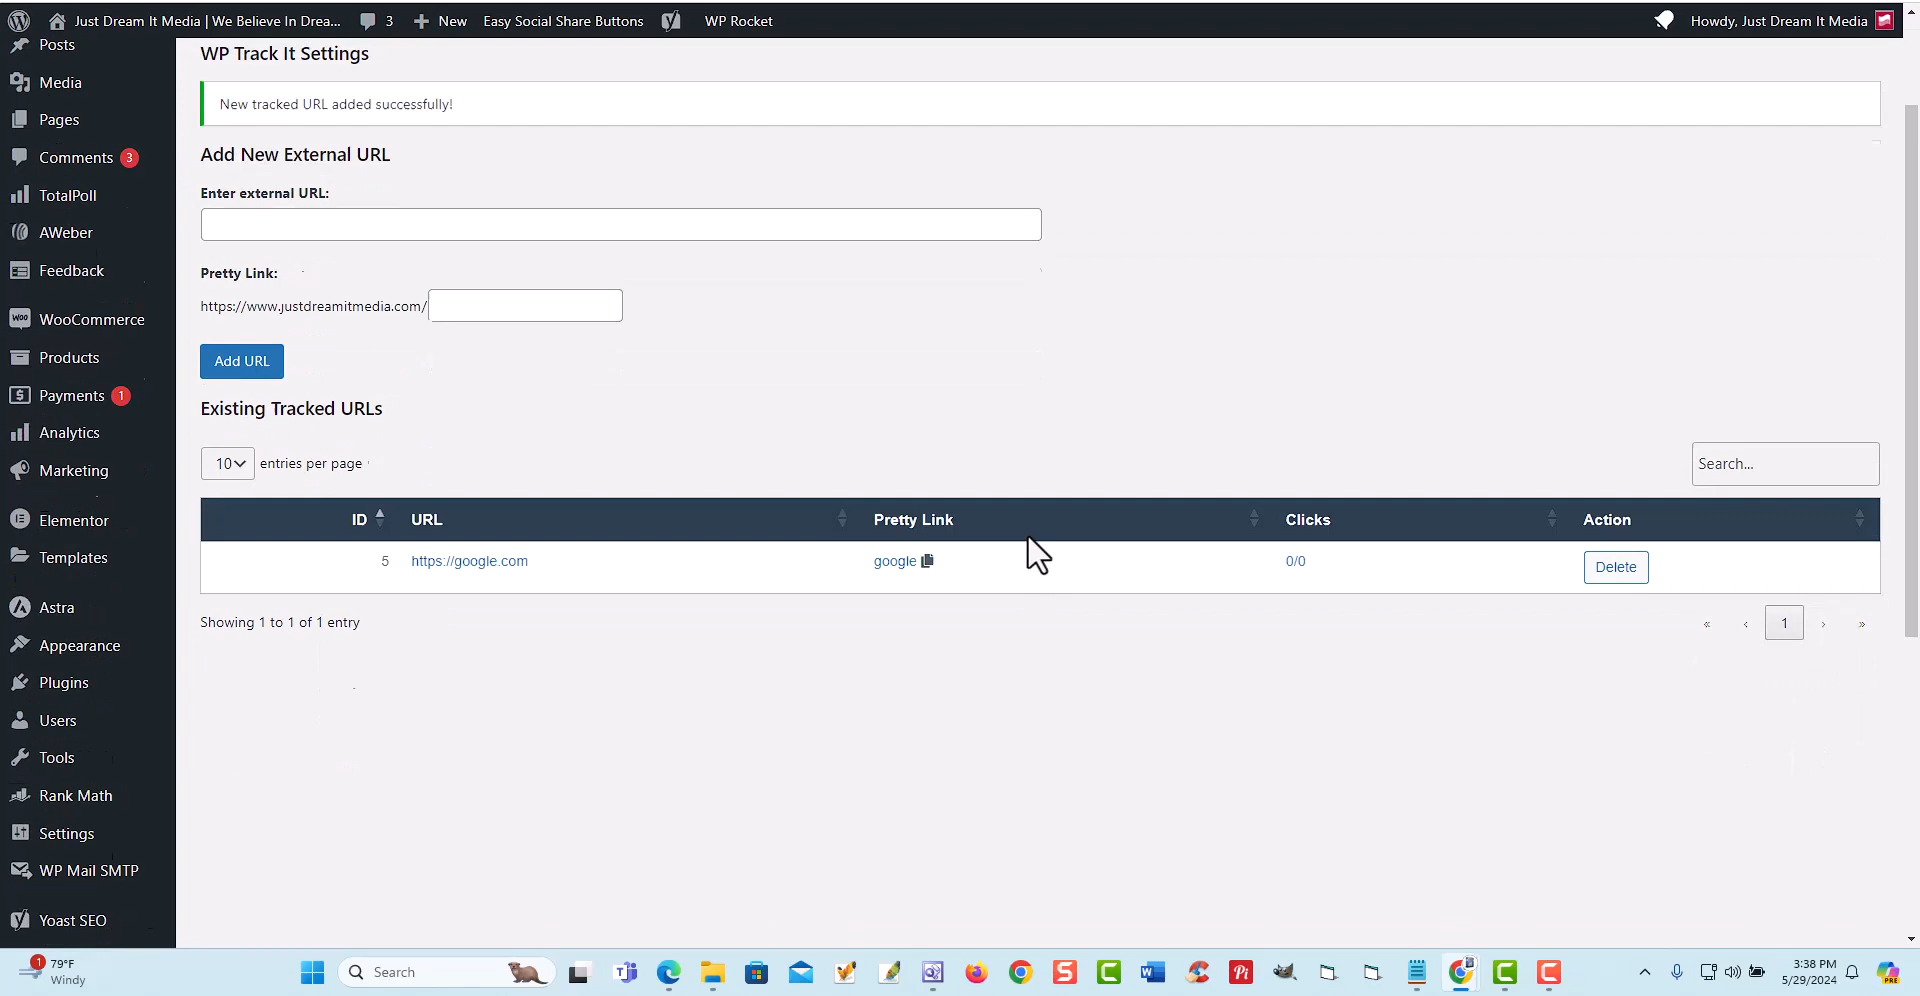 Just Dream It Media | We Believe In Drea... 3 New Easy Social Share Buttons WP Rocket Howdy, Just Dream It Media
Posts
Media
Pages
Comments 3
TotalPoll
AWeber
Feedback
WooCommerce
Products
Payments 1
Analytics
Marketing
Elementor
Templates
Astra
Appearance
Plugins
Users
Tools
Rank Math
Settings
WP Mail SMTP
Yoast SEO
WP Track It Settings
New tracked URL added successfully!
Add New External URL
Enter external URL:
Pretty Link:
https://www.justdreamitmedia.com/
Add URL
Existing Tracked URLs
10 entries per page
Search...
ID URL Pretty Link Clicks Action
5 https://google.com google 0/0 Delete
Showing 1 to 1 of 1 entry
« ‹ 1 › »
1 79°F
Windy
Search
3:38 PM
5/29/2024